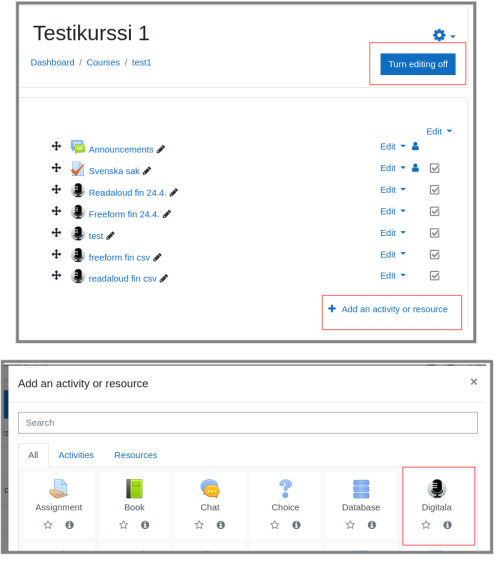 Testikurssi 1
Dashboard / Courses / test1
Turn editing off
Edit
Announcements Edit
Svenska sak Edit
Readaloud fin 24.4. Edit
Freeform fin 24.4. Edit
test Edit
freeform fin csv Edit
readaloud fin csv Edit
+ Add an activity or resource
Add an activity or resource ×
Search
All Activities Resources
Assignment Book Chat Choice Database Digitala